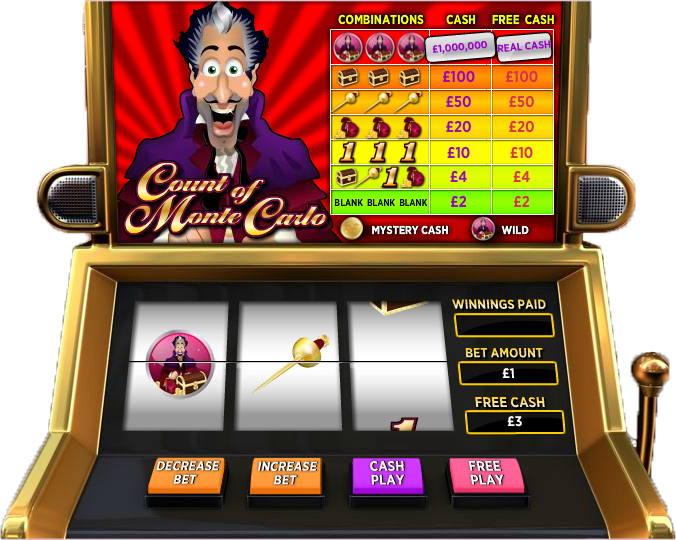 COMBINATIONS CASH FREE CASH
£1,000,000 REAL CASH
£100 £100
£50 £50
£20 £20
1 1 1 £10 £10
1 £4 £4
BLANK BLANK BLANK £2 £2
MYSTERY CASH WILD
Count of
Monte Carlo
WINNINGS PAID
BET AMOUNT
£1
FREE CASH
£3
1
DECREASE
BET
INCREASE
BET
CASH
PLAY
FREE
PLAY